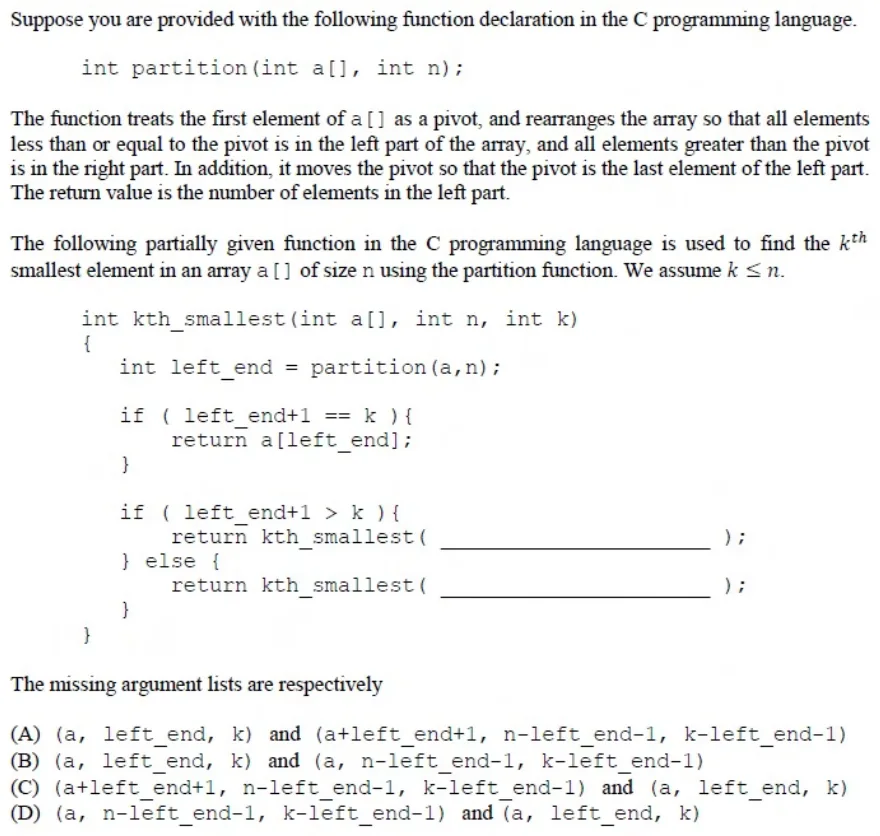 Suppose you are provided with the following function declaration in the C programming language.
int partition(int a[], int n);
The function treats the first element of a[] as a pivot, and rearranges the array so that all elements
less than or equal to the pivot is in the left part of the array, and all elements greater than the pivot
is in the right part. In addition, it moves the pivot so that the pivot is the last element of the left part.
The return value is the number of elements in the left part.
The following partially given function in the C programming language is used to find the kth
smallest element in an array a[] of size n using the partition function. We assume k ≤ n.
int kth_smallest(int a[], int n, int k)
{
int left_end = partition(a,n);
if ( left_end+1 == k ){
return a[left_end];
}
if ( left_end+1 > k ){
return kth_smallest( ____________________ );
} else {
return kth_smallest( ____________________ );
}
}
The missing argument lists are respectively
(A) (a, left_end, k) and (a+left_end+1, n-left_end-1, k-left_end-1)
(B) (a, left_end, k) and (a, n-left_end-1, k-left_end-1)
(C) (a+left_end+1, n-left_end-1, k-left_end-1) and (a, left_end, k)
(D) (a, n-left_end-1, k-left_end-1) and (a, left_end, k)